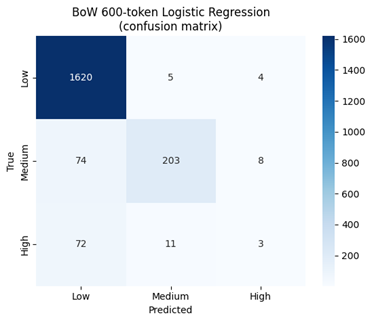 BoW 600-token Logistic Regression
(confusion matrix)
Low
1620
5
4
True
Medium
74
203
8
High
72
11
3
Low
Medium
High
Predicted
1600
1400
1200
1000
800
600
400
200